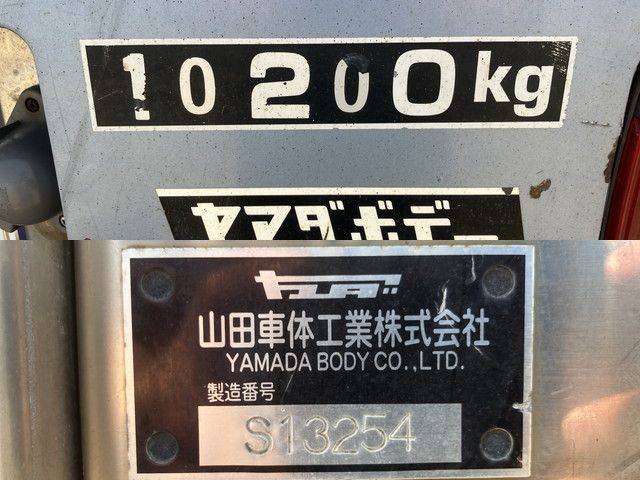 10200kg
ヤマダボデー
ヤマダ
山田車体工業株式会社
YAMADA BODY CO.,LTD.
製造番号
S13254